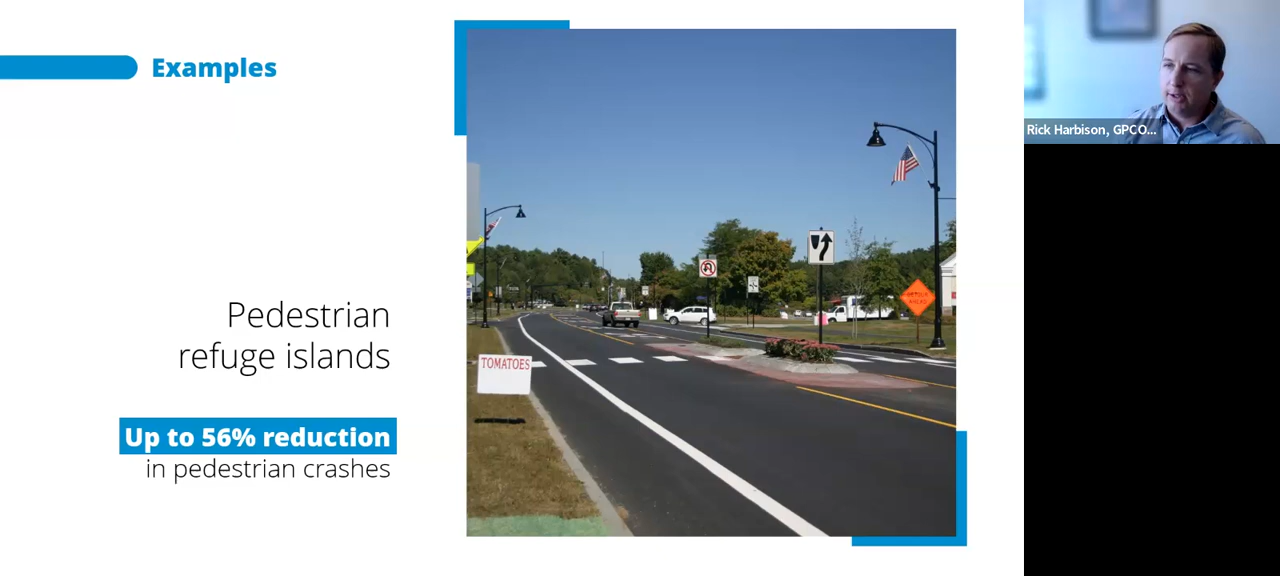 Examples
Pedestrian
refuge islands
Up to 56% reduction
in pedestrian crashes
TOMATOES
Rick Harbison, GPCO...